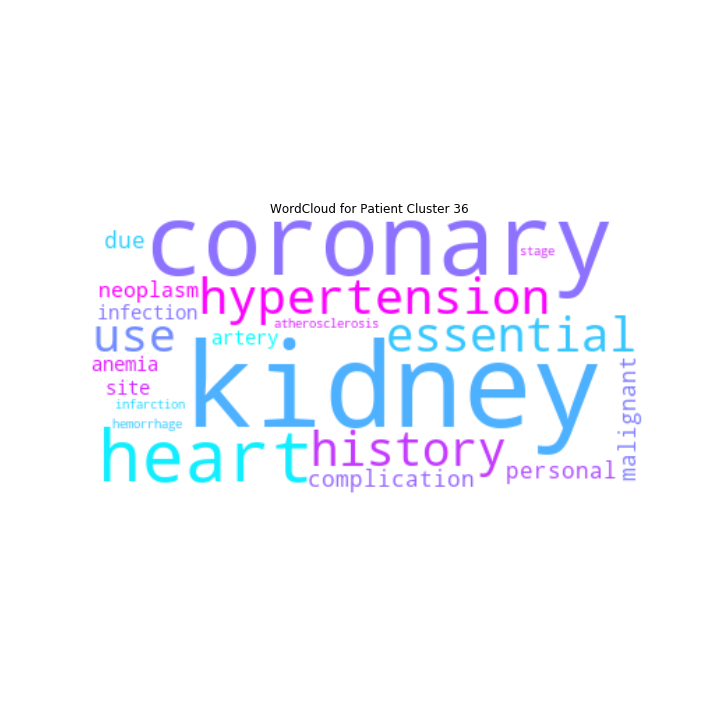 WordCloud for Patient Cluster 36
due
coronary
stage
neoplasm
hypertension
infection
atherosclerosis
use
artery
essential
anemia
kidney
site
infarction
hemorrhage
malignant
heart
history
personal
complication